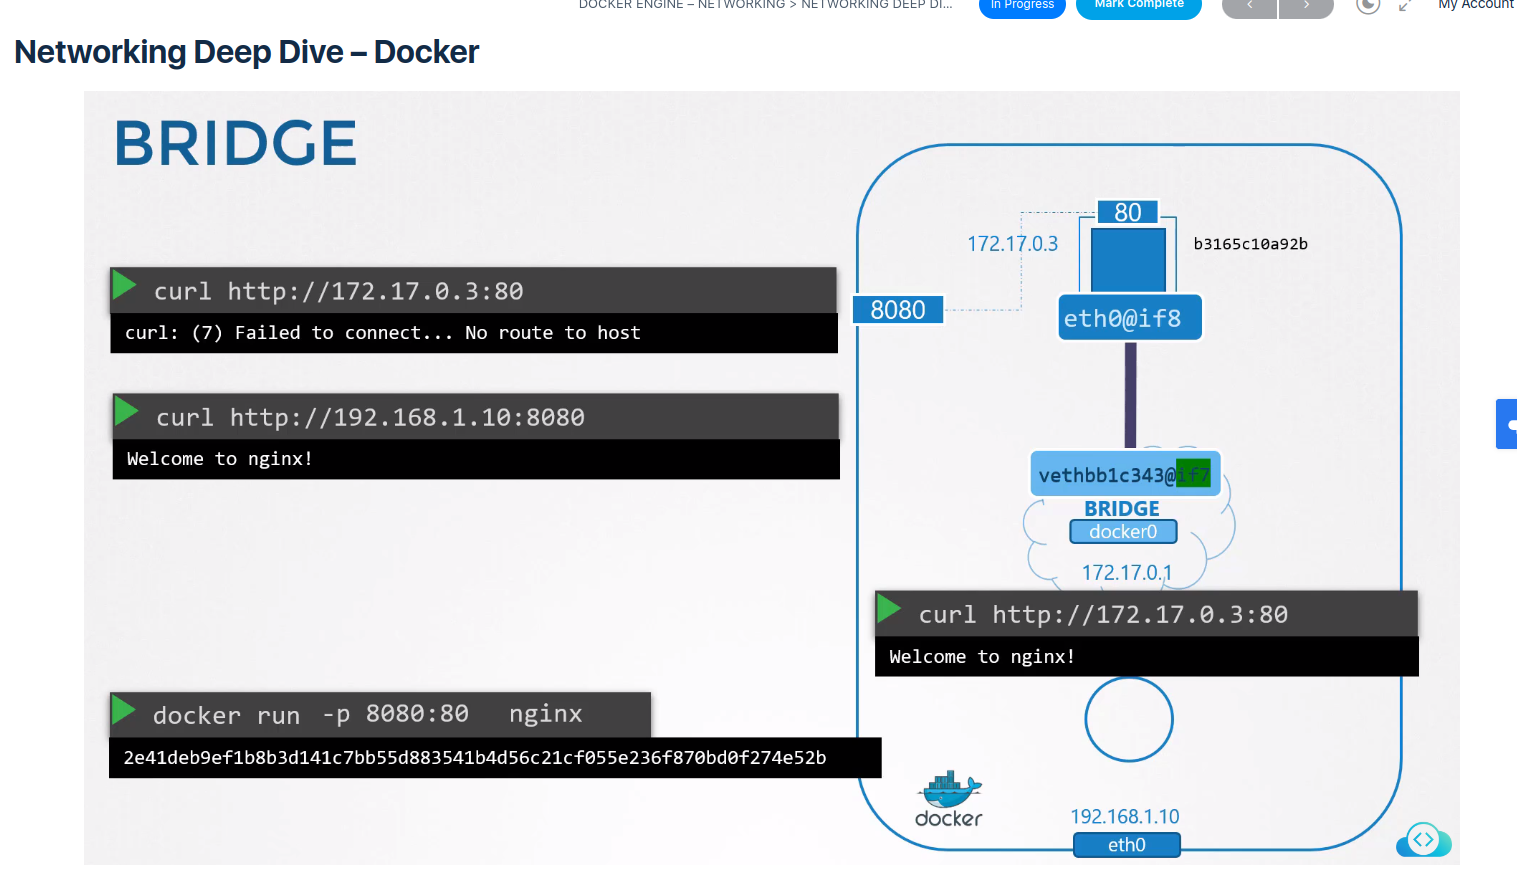 DOCKER ENGINE – NETWORKING > NETWORKING DEEP DI...
In Progress
Mark Complete
My Account
Networking Deep Dive – Docker
BRIDGE
80
172.17.0.3
b3165c10a92b
curl http://172.17.0.3:80
curl: (7) Failed to connect... No route to host
8080
eth0@if8
curl http://192.168.1.10:8080
Welcome to nginx!
vethbb1c343@if7
BRIDGE
docker0
172.17.0.1
curl http://172.17.0.3:80
Welcome to nginx!
docker run -p 8080:80 nginx
2e41deb9ef1b8b3d141c7bb55d883541b4d56c21cf055e236f870bd0f274e52b
docker
192.168.1.10
eth0